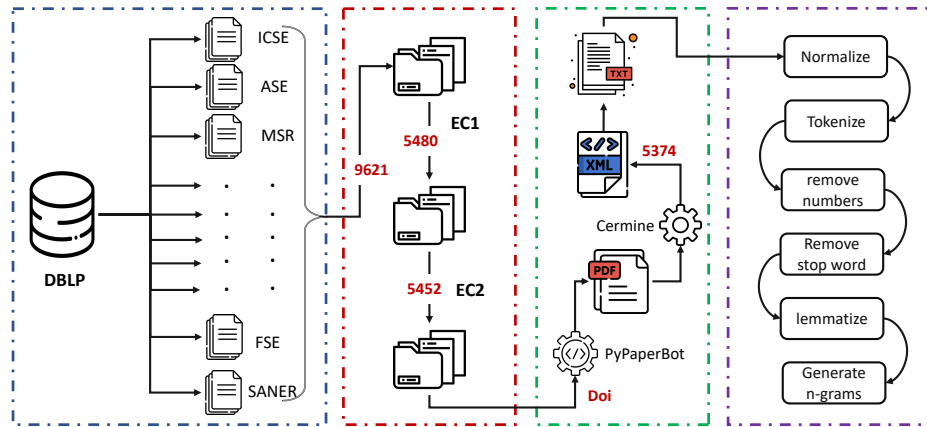 ICSE
ASE
MSR
DBLP
FSE
SANER
9621
EC1
5480
5452
EC2
TXT
</>
XML
5374
Cermine
PDF
</>
PyPaperBot
Doi
Normalize
Tokenize
remove
numbers
Remove
stop word
lemmatize
Generate
n-grams